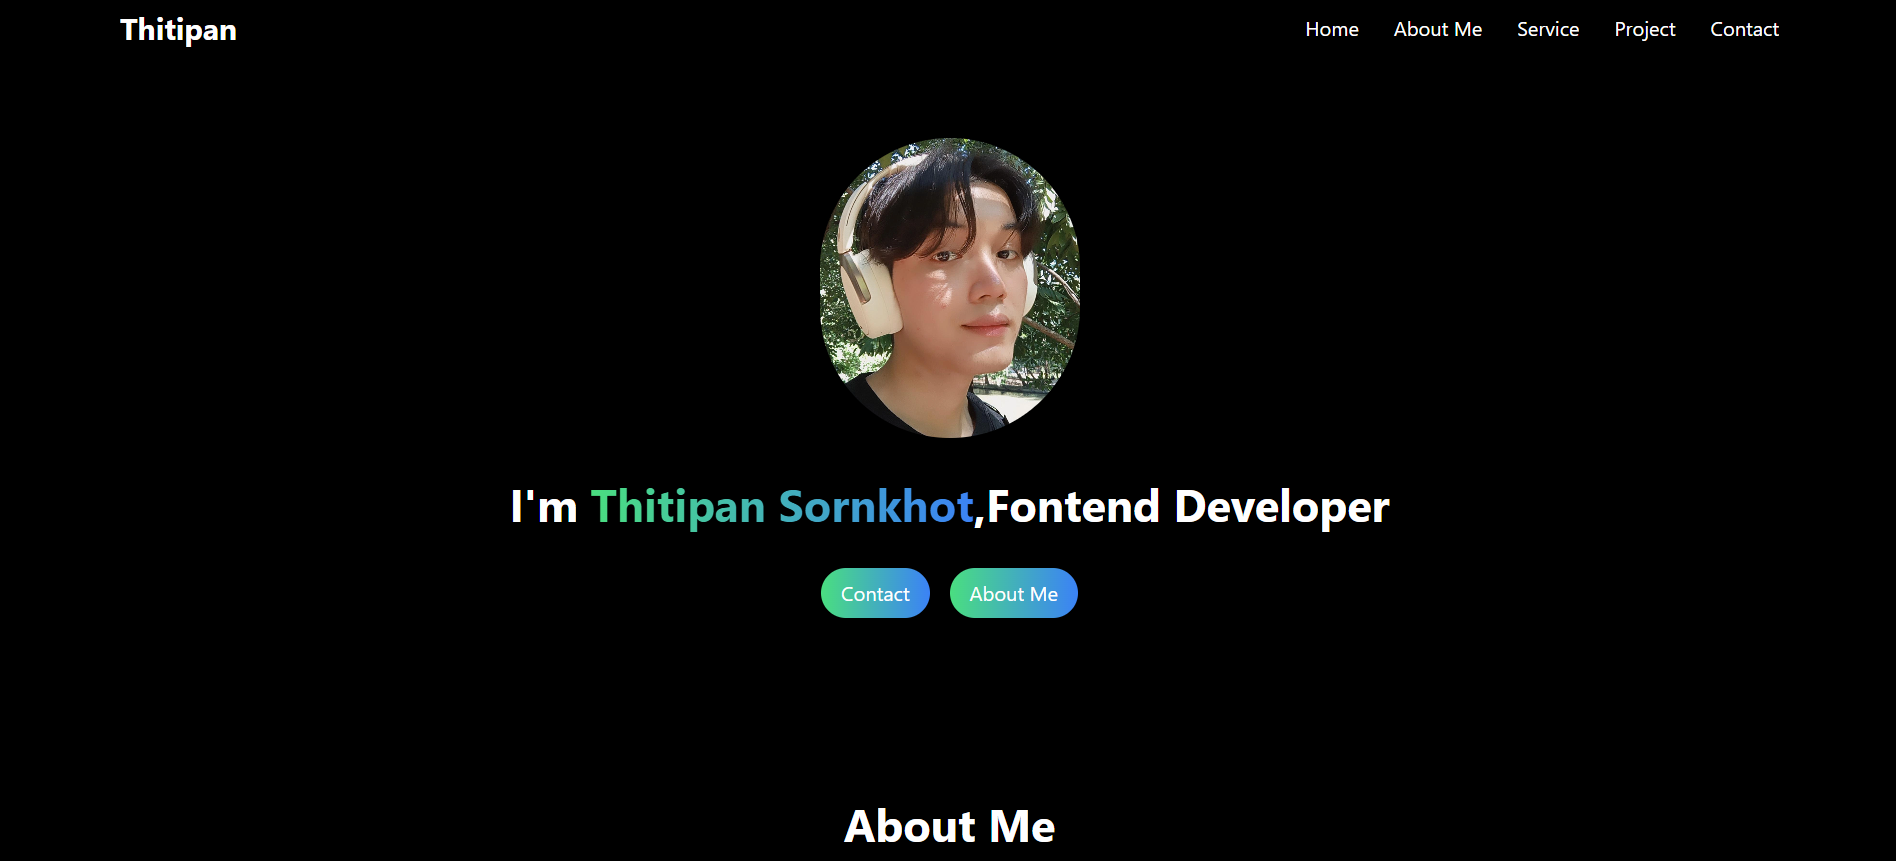 Thitipan
Home About Me Service Project Contact
I'm Thitipan Sornkhot,Fontend Developer
Contact About Me
About Me